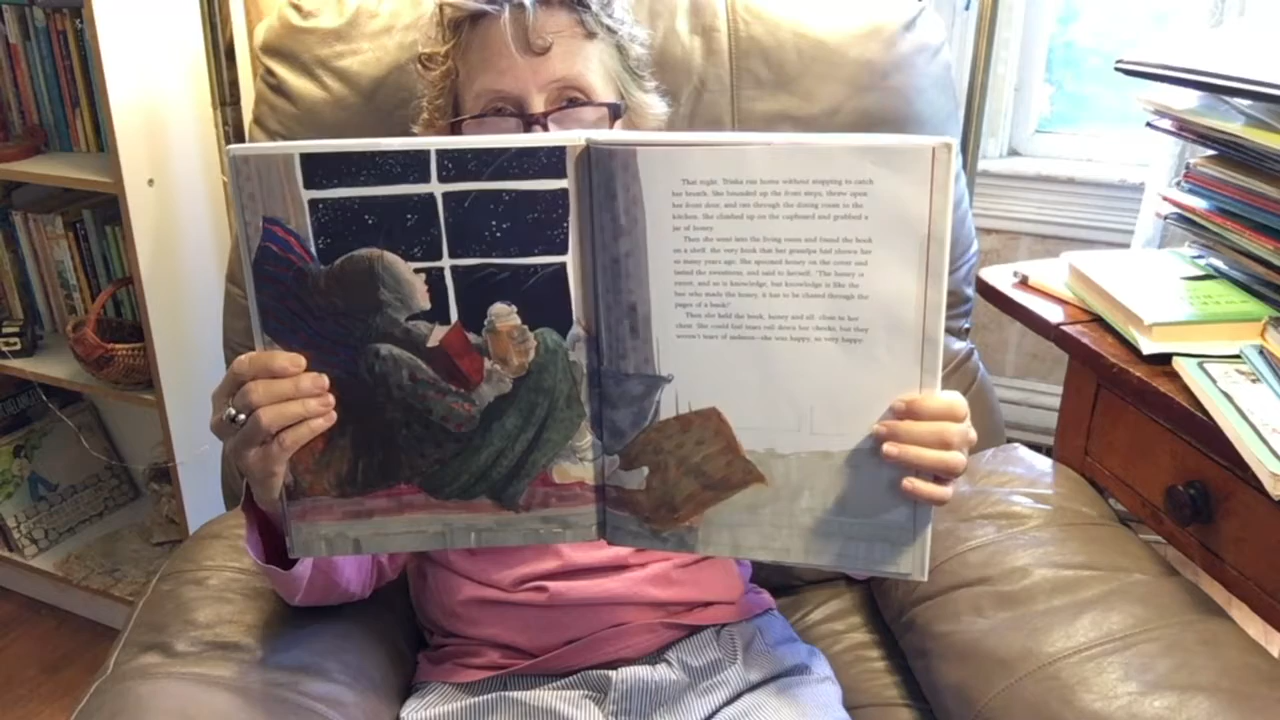 That night, Trisha ran home without stopping to catch
her breath. She bounded up the front steps, threw open
her front door, and ran through the dining room to the
kitchen. She climbed up on the cupboard and grabbed a
jar of honey.
Then she went into the living room and found the book
on a shelf, the very book that her grandpa had shown her
so many years ago. She spooned honey on the cover and
tasted the sweetness, and said to herself, "The honey is
sweet, and so is knowledge, but knowledge is like the
bee who made the honey, it has to be chased through the
pages of a book!"
Then she held the book, honey and all, close to her
chest. She could feel tears roll down her cheeks, but they
weren't tears of sadness—she was happy, so very happy.